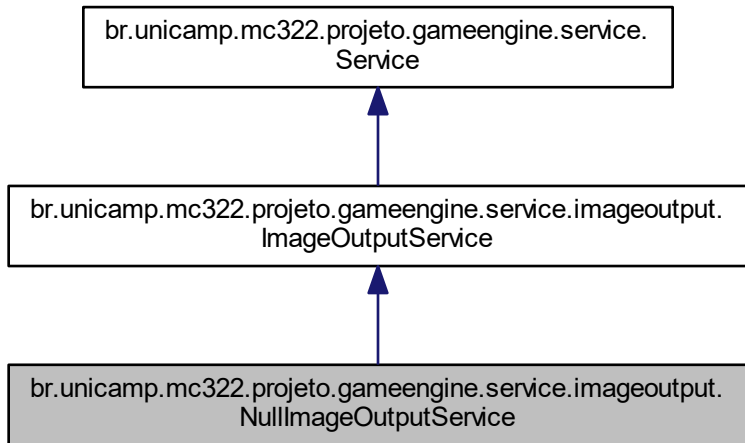 br.unicamp.mc322.projeto.gameengine.service.
Service
br.unicamp.mc322.projeto.gameengine.service.imageoutput.
ImageOutputService
br.unicamp.mc322.projeto.gameengine.service.imageoutput.
NullImageOutputService